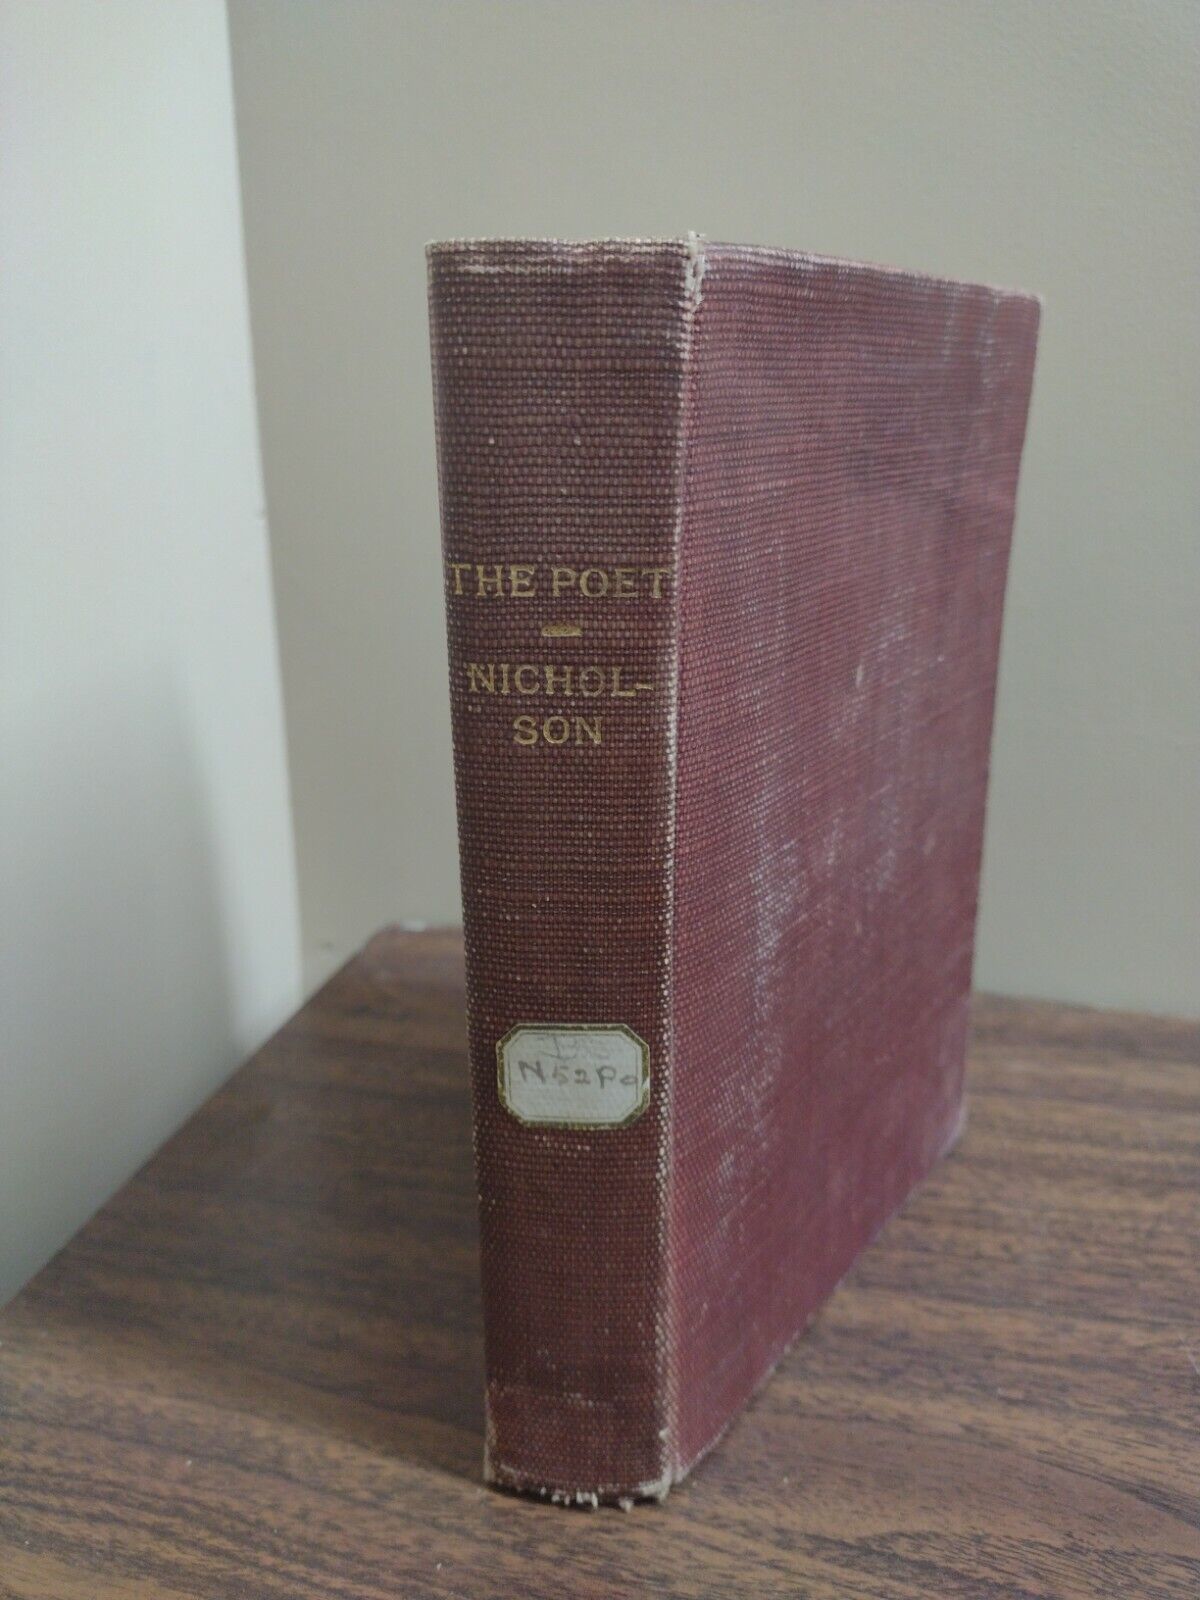 THE POET
NICHOL-
SON
N52Po